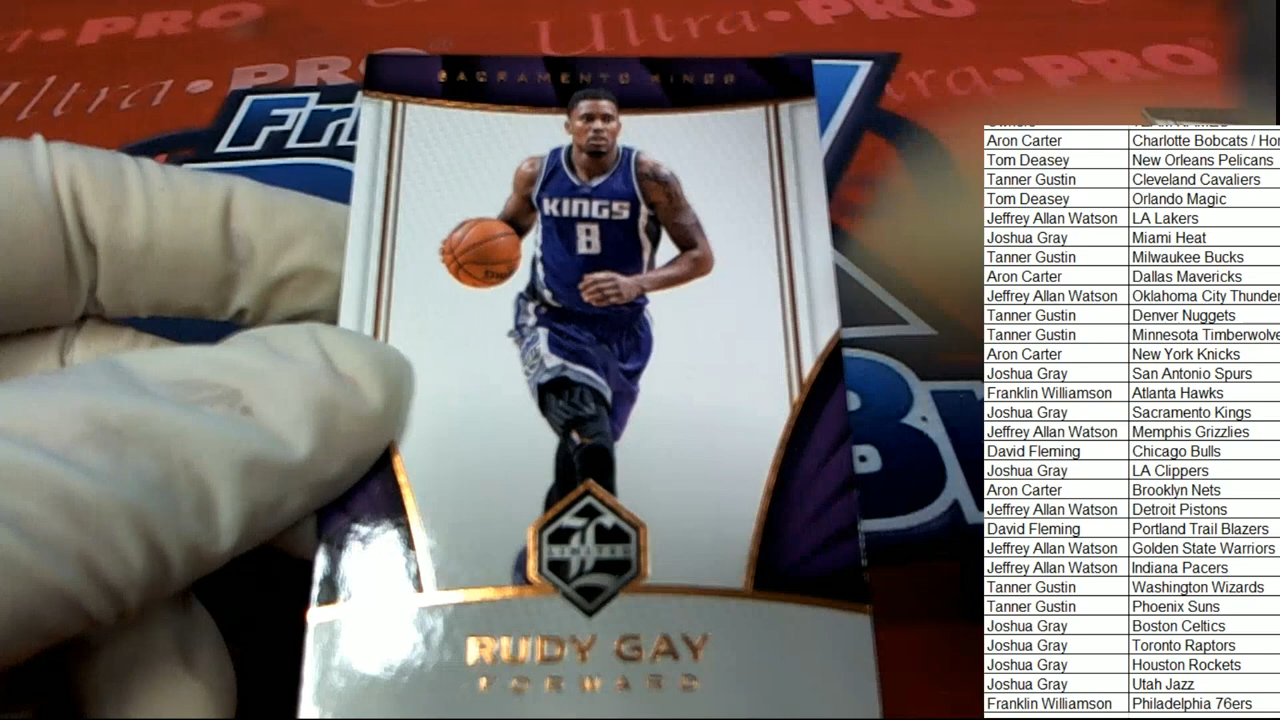 Ultra•PRO
Ultra•PRO
Ultra•PRO
SACRAMENTO KINGS
KINGS
8
LIMITED
RUDY GAY
FORWARD
Aron Carter Charlotte Bobcats / Hor
Tom Deasey New Orleans Pelicans
Tanner Gustin Cleveland Cavaliers
Tom Deasey Orlando Magic
Jeffrey Allan Watson LA Lakers
Joshua Gray Miami Heat
Tanner Gustin Milwaukee Bucks
Aron Carter Dallas Mavericks
Jeffrey Allan Watson Oklahoma City Thunde
Tanner Gustin Denver Nuggets
Tanner Gustin Minnesota Timberwolve
Aron Carter New York Knicks
Joshua Gray San Antonio Spurs
Franklin Williamson Atlanta Hawks
Joshua Gray Sacramento Kings
Jeffrey Allan Watson Memphis Grizzlies
David Fleming Chicago Bulls
Joshua Gray LA Clippers
Aron Carter Brooklyn Nets
Jeffrey Allan Watson Detroit Pistons
David Fleming Portland Trail Blazers
Jeffrey Allan Watson Golden State Warriors
Jeffrey Allan Watson Indiana Pacers
Tanner Gustin Washington Wizards
Tanner Gustin Phoenix Suns
Joshua Gray Boston Celtics
Joshua Gray Toronto Raptors
Joshua Gray Houston Rockets
Joshua Gray Utah Jazz
Franklin Williamson Philadelphia 76ers